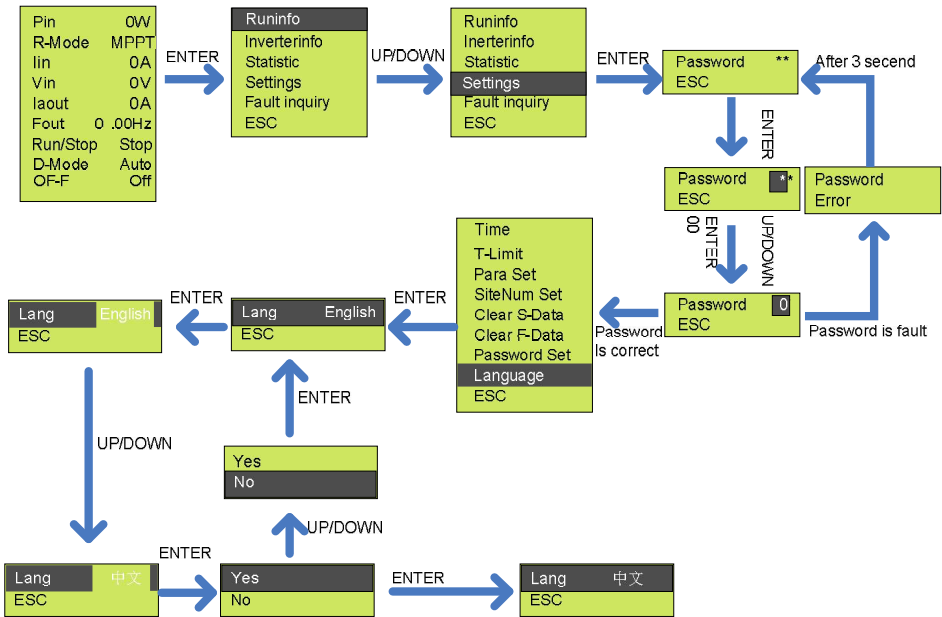 Pin 0W
R-Mode MPPT
Iin 0A
Vin 0V
Iaout 0A
Fout 0 .00Hz
Run/Stop Stop
D-Mode Auto
OF-F Off
ENTER
Runinfo
Inverterinfo
Statistic
Settings
Fault inquiry
ESC
UP/DOWN
Runinfo
Inerterinfo
Statistic
Settings
Fault inquiry
ESC
ENTER
Password **
ESC
After 3 secend
ENTER
Password **
ESC
Password
Error
UP/DOWN
ENTER
00
Password 0
ESC
Password is fault
Password
Is correct
Time
T-Limit
Para Set
SiteNum Set
Clear S-Data
Clear F-Data
Password Set
Language
ESC
ENTER
Lang English
ESC
ENTER
Lang English
ESC
UP/DOWN
ENTER
Yes
No
UP/DOWN
Lang 中文
ESC
ENTER
Yes
No
ENTER
Lang 中文
ESC